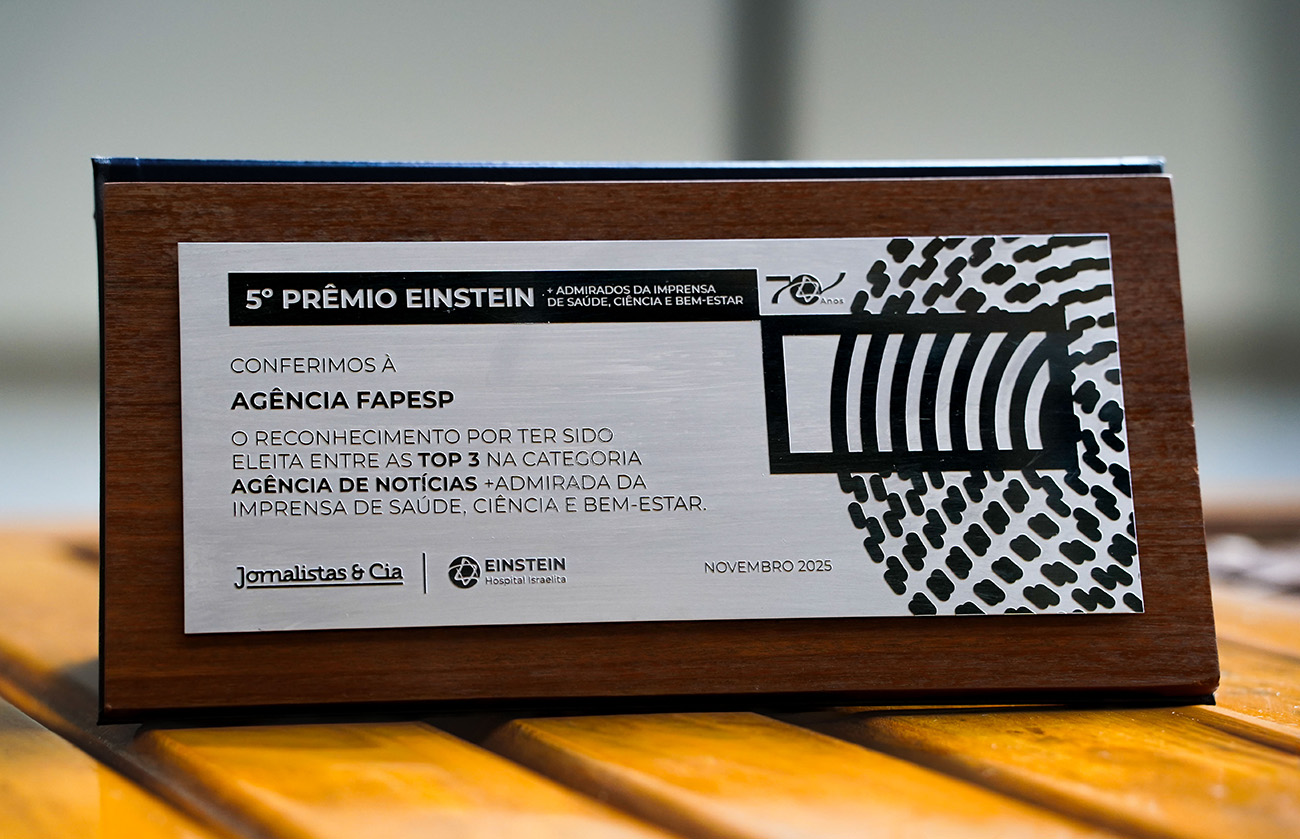 5º PRÊMIO EINSTEIN
+ ADMIRADOS DA IMPRENSA
DE SAÚDE, CIÊNCIA E BEM-ESTAR
70 Anos
CONFERIMOS À
AGÊNCIA FAPESP
O RECONHECIMENTO POR TER SIDO
ELEITA ENTRE AS TOP 3 NA CATEGORIA
AGÊNCIA DE NOTÍCIAS +ADMIRADA DA
IMPRENSA DE SAÚDE, CIÊNCIA E BEM-ESTAR.
Jornalistas & Cia
EINSTEIN
Hospital Israelita
NOVEMBRO 2025